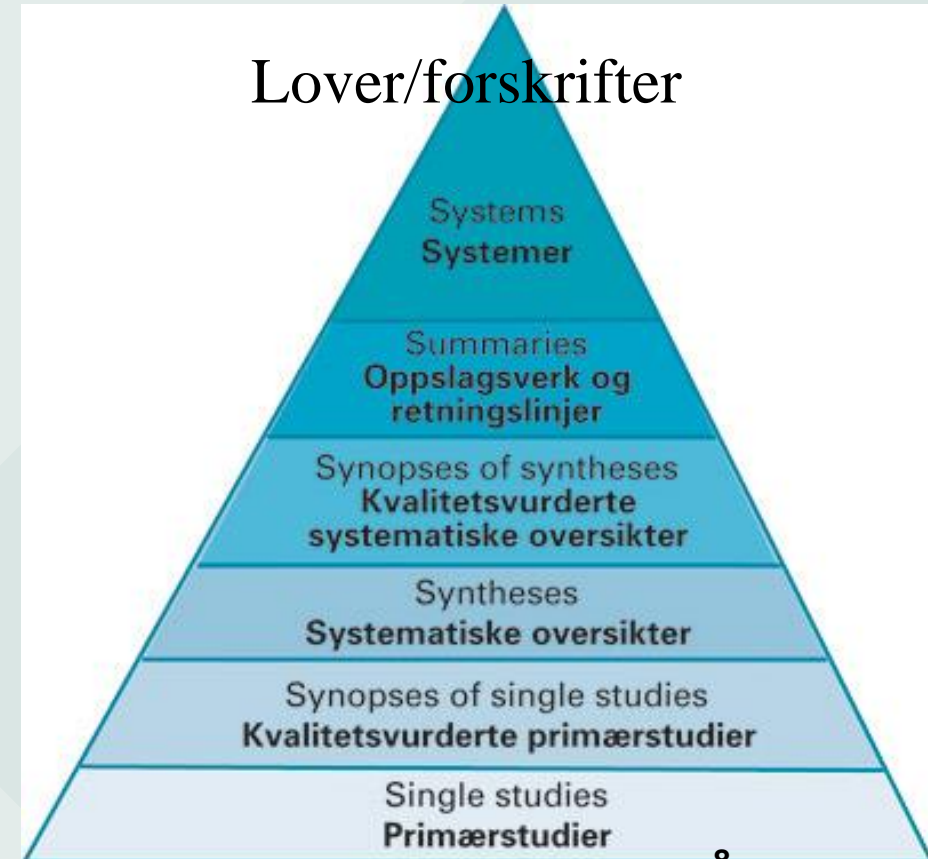 Lover/forskrifter
Systems
Systemer
Summaries
Oppslagsverk og
retningslinjer
Synopses of syntheses
Kvalitetsvurderte
systematiske oversikter
Syntheses
Systematiske oversikter
Synopses of single studies
Kvalitetsvurderte primærstudier
Single studies
Primærstudier